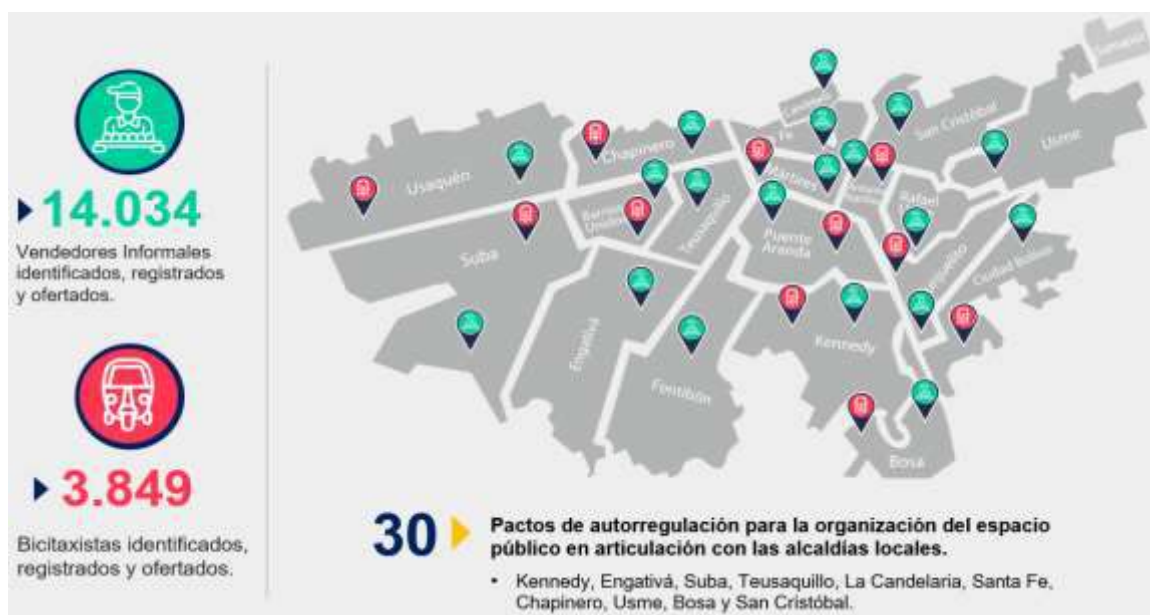 14.034
Vendedores Informales
identificados, registrados
y ofertados.
3.849
Bicitaxistas identificados,
registrados y ofertados.
Usaquén
Chapinero
Fe
San Cristóbal
Usme
Suba
Barrios
Unidos
Teusaquillo
Mártires
Rafael
Puente
Aranda
Ciudad Bolívar
Engativá
Fontibón
Kennedy
Bosa
30
Pactos de autorregulación para la organización del espacio
público en articulación con las alcaldías locales.
• Kennedy, Engativá, Suba, Teusaquillo, La Candelaria, Santa Fe,
Chapinero, Usme, Bosa y San Cristóbal.